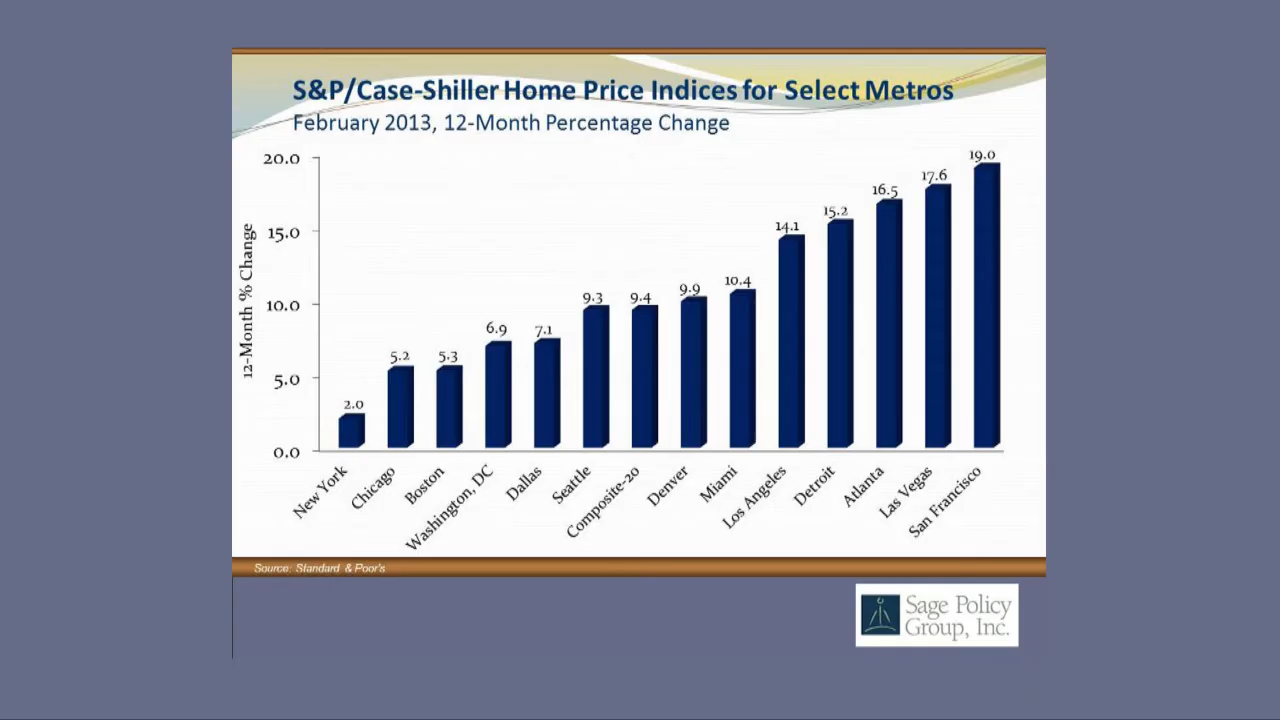 S&P/Case-Shiller Home Price Indices for Select Metros
February 2013, 12-Month Percentage Change
12-Month % Change
20.0
15.0
10.0
5.0
0.0
2.0
5.2
5.3
6.9
7.1
9.3
9.4
9.9
10.4
14.1
15.2
16.5
17.6
19.0
New York
Chicago
Boston
Washington, DC
Dallas
Seattle
Composite-20
Denver
Miami
Los Angeles
Detroit
Atlanta
Las Vegas
San Francisco
Source: Standard & Poor's
Sage Policy
Group, Inc.